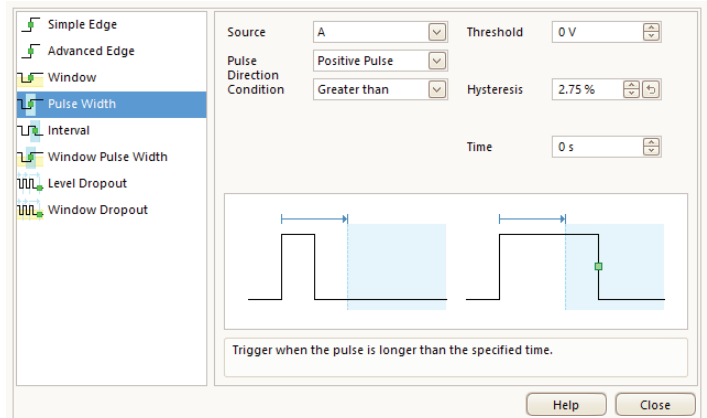 Simple Edge
Advanced Edge
Window
Pulse Width
Interval
Window Pulse Width
Level Dropout
Window Dropout
Source A Threshold 0 V
Pulse Direction Positive Pulse
Condition Greater than Hysteresis 2.75 %
Time 0 s
Trigger when the pulse is longer than the specified time.
Help Close